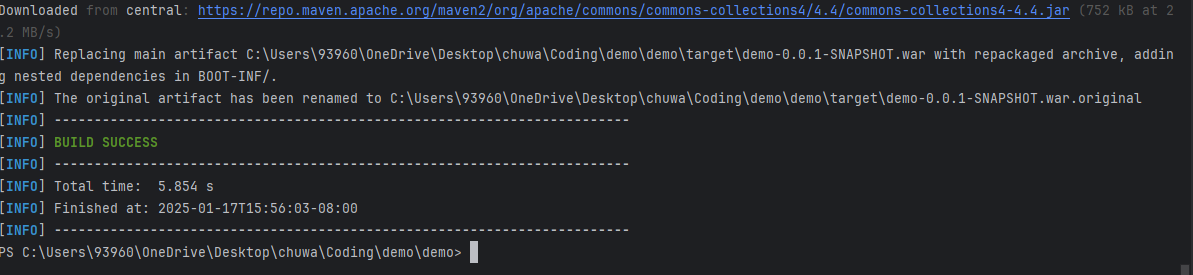 Downloaded from central: https://repo.maven.apache.org/maven2/org/apache/commons/commons-collections4/4.4/commons-collections4-4.4.jar (752 kB at 2
.2 MB/s)
[INFO] Replacing main artifact C:\Users\93960\OneDrive\Desktop\chuwa\Coding\demo\demo\target\demo-0.0.1-SNAPSHOT.war with repackaged archive, addin
g nested dependencies in BOOT-INF/.
[INFO] The original artifact has been renamed to C:\Users\93960\OneDrive\Desktop\chuwa\Coding\demo\demo\target\demo-0.0.1-SNAPSHOT.war.original
[INFO] ------------------------------------------------------------------------
[INFO] BUILD SUCCESS
[INFO] ------------------------------------------------------------------------
[INFO] Total time:  5.854 s
[INFO] Finished at: 2025-01-17T15:56:03-08:00
[INFO] ------------------------------------------------------------------------
PS C:\Users\93960\OneDrive\Desktop\chuwa\Coding\demo\demo>